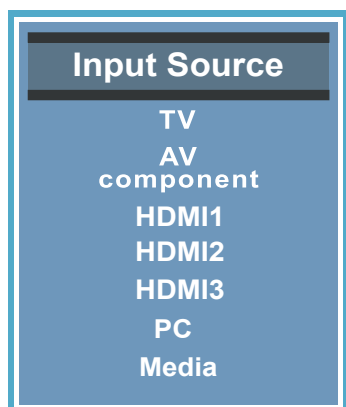 Input Source
TV
AV
component
HDMI1
HDMI2
HDMI3
PC
Media